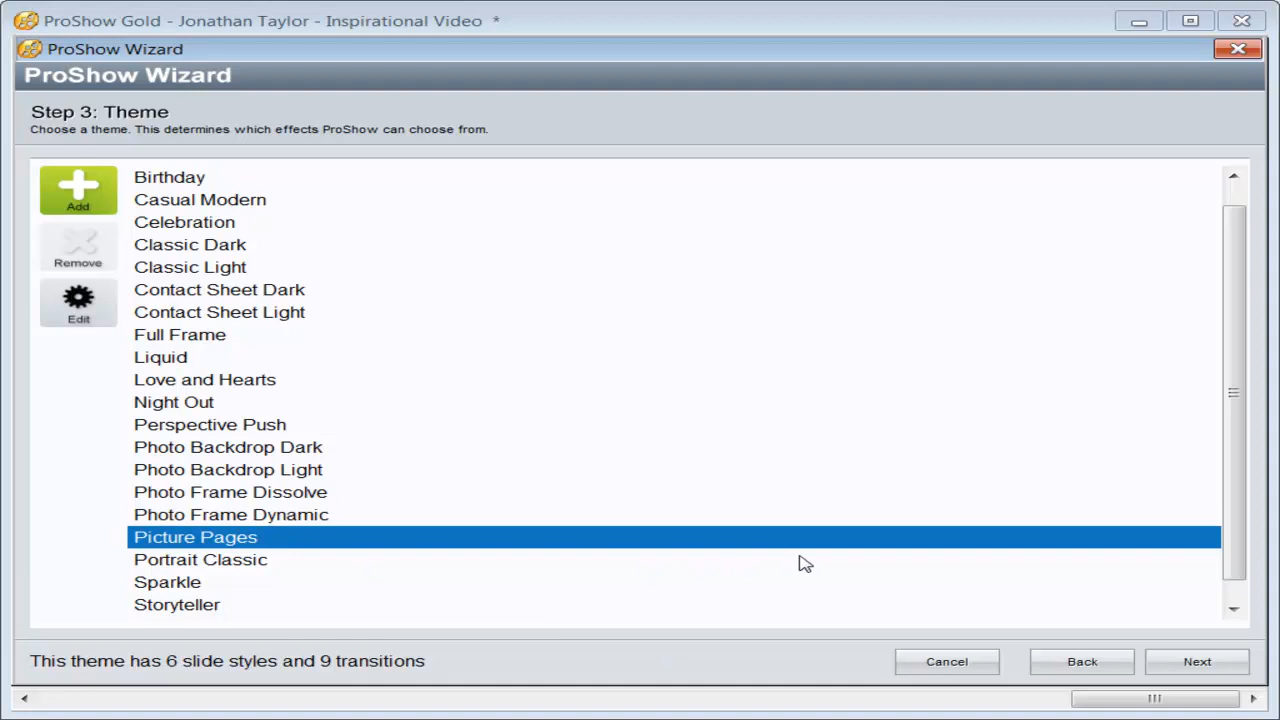 ProShow Gold - Jonathan Taylor - Inspirational Video *
ProShow Wizard
ProShow Wizard
Step 3: Theme
Choose a theme. This determines which effects ProShow can choose from.
Add
Remove
Edit
Birthday
Casual Modern
Celebration
Classic Dark
Classic Light
Contact Sheet Dark
Contact Sheet Light
Full Frame
Liquid
Love and Hearts
Night Out
Perspective Push
Photo Backdrop Dark
Photo Backdrop Light
Photo Frame Dissolve
Photo Frame Dynamic
Picture Pages
Portrait Classic
Sparkle
Storyteller
This theme has 6 slide styles and 9 transitions
Cancel
Back
Next